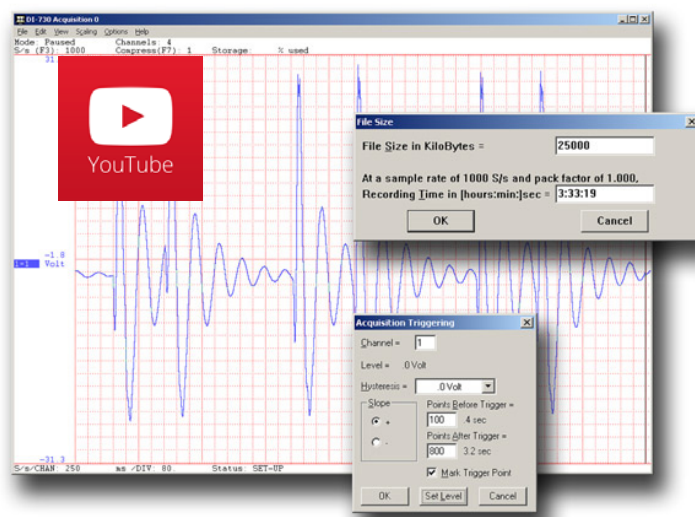 DI-730 Acquisition 0
File Edit View Scaling Options Help
Mode: Paused Channels: 4
S/s (F3): 1000 Compress(F7): 1 Storage: % used
31.
YouTube
-1.8
1-1 Volt
-31.3
S/s/CHAN: 250 ms /DIV: 80. Status: SET-UP
File Size
File Size in KiloBytes = 25000
At a sample rate of 1000 S/s and pack factor of 1.000,
Recording Time in [hours:min:]sec = 3:33:19
OK Cancel
Acquisition Triggering
Channel = 1
Level = .0 Volt
Hysteresis = .0 Volt
Slope
+
-
Points Before Trigger =
100 .4 sec
Points After Trigger =
800 3.2 sec
Mark Trigger Point
OK Set Level Cancel